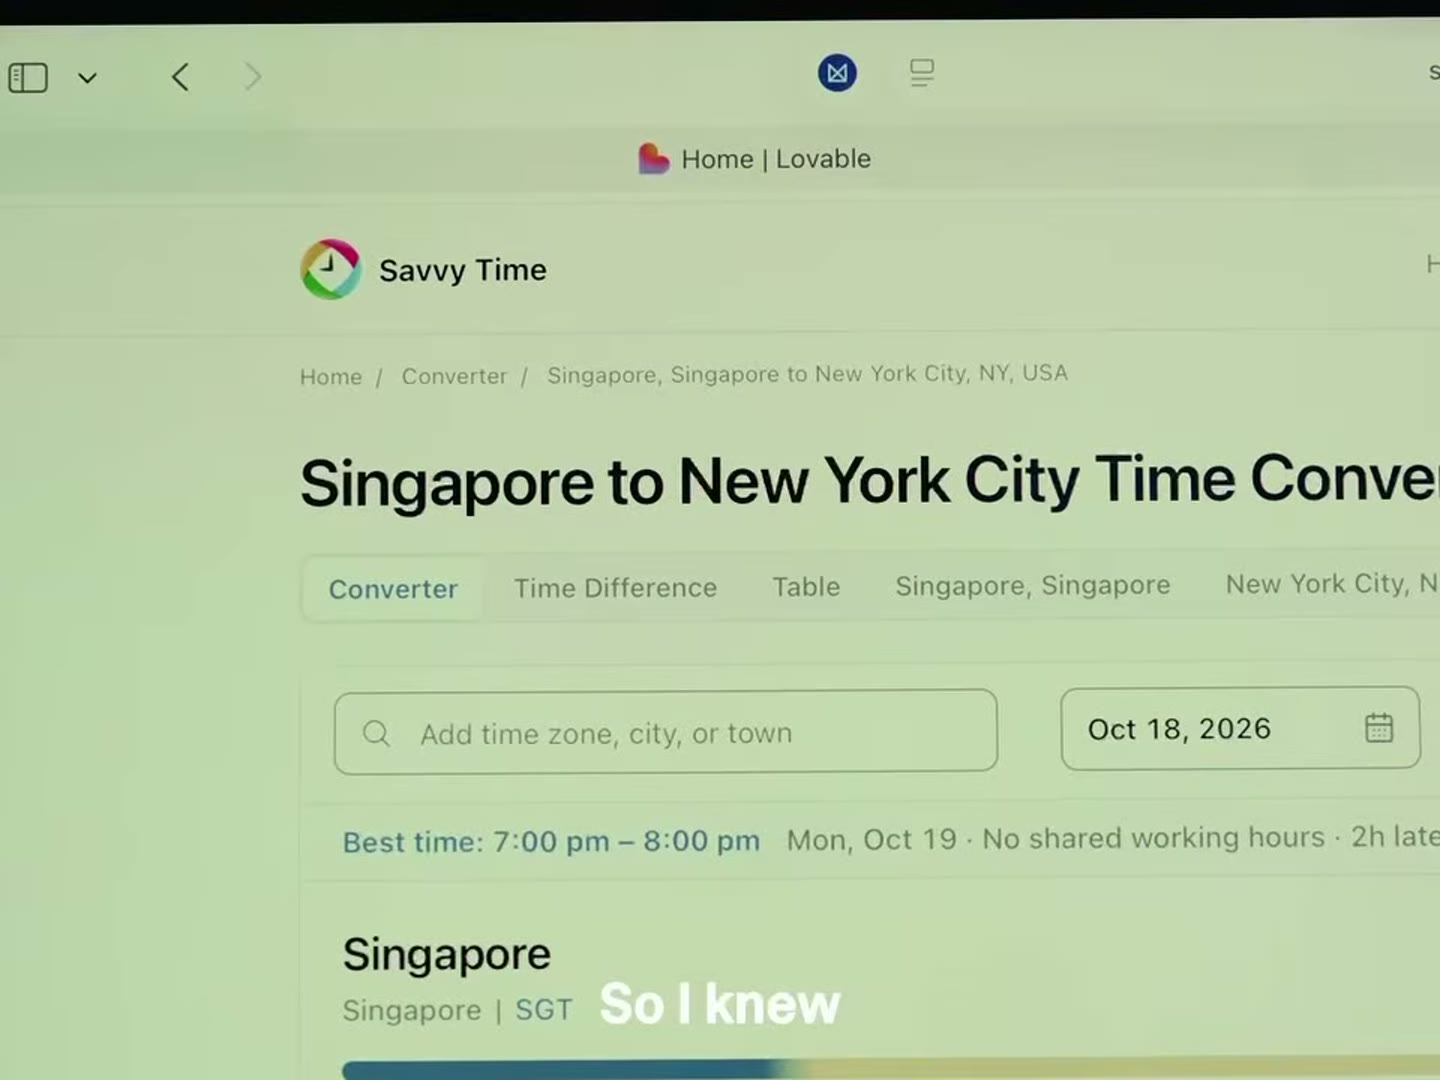 s
Home | Lovable
Savvy Time
H
Home / Converter / Singapore, Singapore to New York City, NY, USA
Singapore to New York City Time Conve
Converter Time Difference Table Singapore, Singapore New York City, N
Add time zone, city, or town Oct 18, 2026
Best time: 7:00 pm – 8:00 pm Mon, Oct 19 · No shared working hours · 2h late
Singapore
Singapore | SGT
So I knew